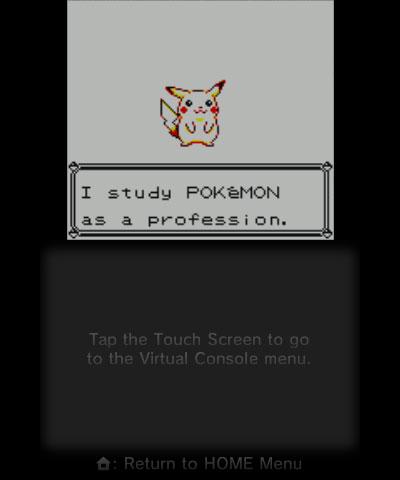 I study POKéMON
as a profession.
Tap the Touch Screen to go
to the Virtual Console menu.
: Return to HOME Menu